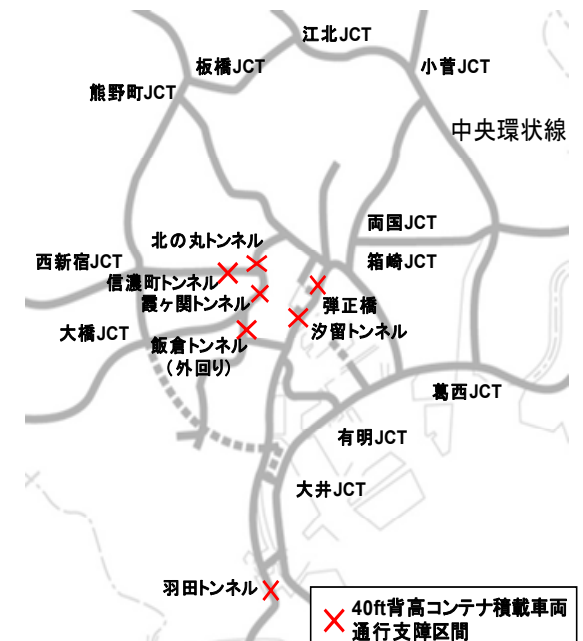 江北JCT
板橋JCT
小菅JCT
熊野町JCT
中央環状線
両国JCT
北の丸トンネル
西新宿JCT
箱崎JCT
信濃町トンネル
霞ヶ関トンネル
弾正橋
汐留トンネル
大橋JCT
飯倉トンネル
（外回り）
葛西JCT
有明JCT
大井JCT
羽田トンネル
40ft背高コンテナ積載車両
通行支障区間